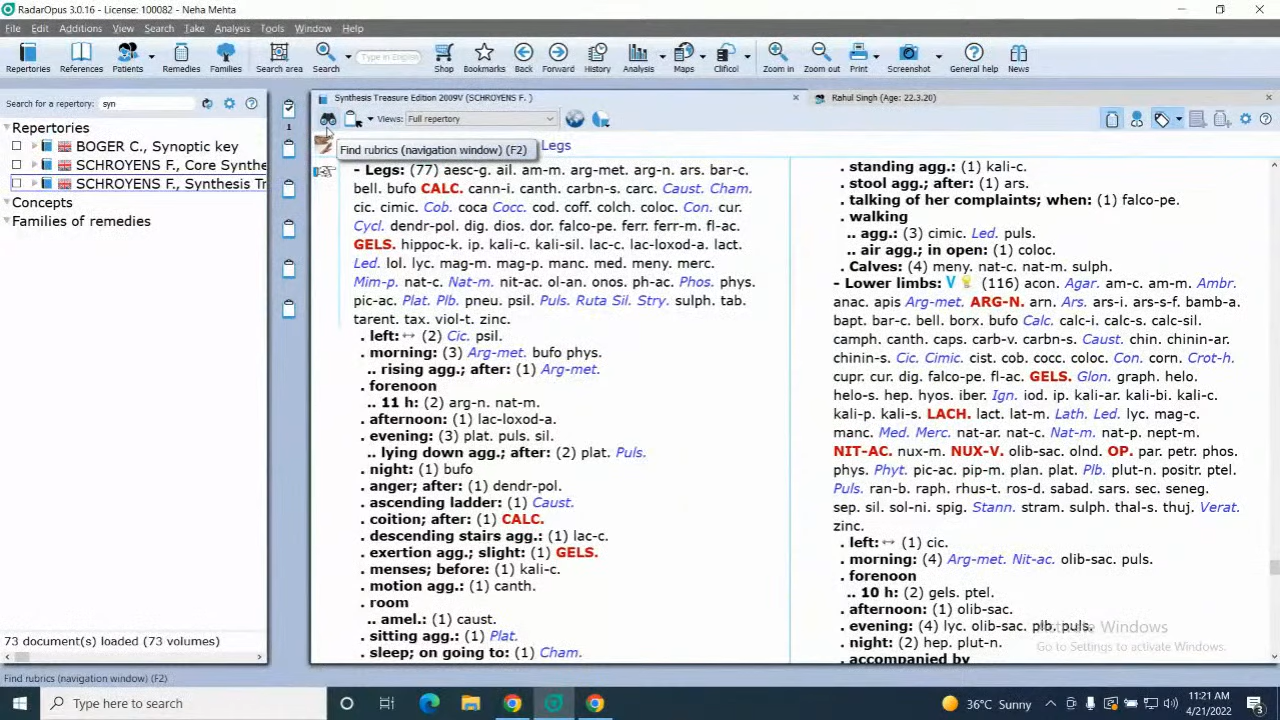 RadarOpus 3.0.16 - License: 100082 - Neha Mehta
File Edit Additions View Search Take Analysis Tools Window Help
Repertories References Patients Remedies Families Search area Search Type in English Shop Bookmarks Back Forward History Analysis Maps Clificol Zoom in Zoom out Print Screenshot General help News
Search for a repertory: syn
Repertories
BOGER C., Synoptic key
SCHROYENS F., Core Synthe
SCHROYENS F., Synthesis Tr
Concepts
Families of remedies
73 document(s) loaded (73 volumes)
Find rubrics (navigation window) (F2)
1
Synthesis Treasure Edition 2009V (SCHROYENS F. )
Views: Full repertory
Find rubrics (navigation window) (F2)
Legs
- Legs: (77) aesc-g. ail. am-m. arg-met. arg-n. ars. bar-c.
bell. bufo CALC. cann-i. canth. carbn-s. carc. Caust. Cham.
cic. cimic. Cob. coca Cocc. cod. coff. colch. coloc. Con. cur.
Cycl. dendr-pol. dig. dios. dor. falco-pe. ferr. ferr-m. fl-ac.
GELS. hippoc-k. ip. kali-c. kali-sil. lac-c. lac-loxod-a. lact.
Led. lol. lyc. mag-m. mag-p. manc. med. meny. merc.
Mim-p. nat-c. Nat-m. nit-ac. ol-an. onos. ph-ac. Phos. phys.
pic-ac. Plat. Plb. pneu. psil. Puls. Ruta Sil. Stry. sulph. tab.
tarent. tax. viol-t. zinc.
. left: ↔ (2) Cic. psil.
. morning: (3) Arg-met. bufo phys.
.. rising agg.; after: (1) Arg-met.
. forenoon
.. 11 h: (2) arg-n. nat-m.
. afternoon: (1) lac-loxod-a.
. evening: (3) plat. puls. sil.
.. lying down agg.; after: (2) plat. Puls.
. night: (1) bufo
. anger; after: (1) dendr-pol.
. ascending ladder: (1) Caust.
. coition; after: (1) CALC.
. descending stairs agg.: (1) lac-c.
. exertion agg.; slight: (1) GELS.
. menses; before: (1) kali-c.
. motion agg.: (1) canth.
. room
.. amel.: (1) caust.
. sitting agg.: (1) Plat.
. sleep; on going to: (1) Cham.
Rahul Singh (Age: 22.3.20)
. standing agg.: (1) kali-c.
. stool agg.; after: (1) ars.
. talking of her complaints; when: (1) falco-pe.
. walking
.. agg.: (3) cimic. Led. puls.
.. air agg.; in open: (1) coloc.
. Calves: (4) meny. nat-c. nat-m. sulph.
- Lower limbs: V (116) acon. Agar. am-c. am-m. Ambr.
anac. apis Arg-met. ARG-N. arn. Ars. ars-i. ars-s-f. bamb-a.
bapt. bar-c. bell. borx. bufo Calc. calc-i. calc-s. calc-sil.
camph. canth. caps. carb-v. carbn-s. Caust. chin. chinin-ar.
chinin-s. Cic. Cimic. cist. cob. cocc. coloc. Con. corn. Crot-h.
cupr. cur. dig. falco-pe. fl-ac. GELS. Glon. graph. helo.
helo-s. hep. hyos. iber. Ign. iod. ip. kali-ar. kali-bi. kali-c.
kali-p. kali-s. LACH. lact. lat-m. Lath. Led. lyc. mag-c.
manc. Med. Merc. nat-ar. nat-c. Nat-m. nat-p. nept-m.
NIT-AC. nux-m. NUX-V. olib-sac. olnd. OP. par. petr. phos.
phys. Phyt. pic-ac. pip-m. plan. plat. Plb. plut-n. positr. ptel.
Puls. ran-b. raph. rhus-t. ros-d. sabad. sars. sec. seneg.
sep. sil. sol-ni. spig. Stann. stram. sulph. thal-s. thuj. Verat.
zinc.
. left: ↔ (1) cic.
. morning: (4) Arg-met. Nit-ac. olib-sac. puls.
. forenoon
.. 10 h: (2) gels. ptel.
. afternoon: (1) olib-sac.
. evening: (4) lyc. olib-sac. plb. puls.
. night: (2) hep. plut-n.
. accompanied by
Activate Windows
Go to Settings to activate Windows.
Type here to search
36°C Sunny
11:21 AM
4/21/2022
3